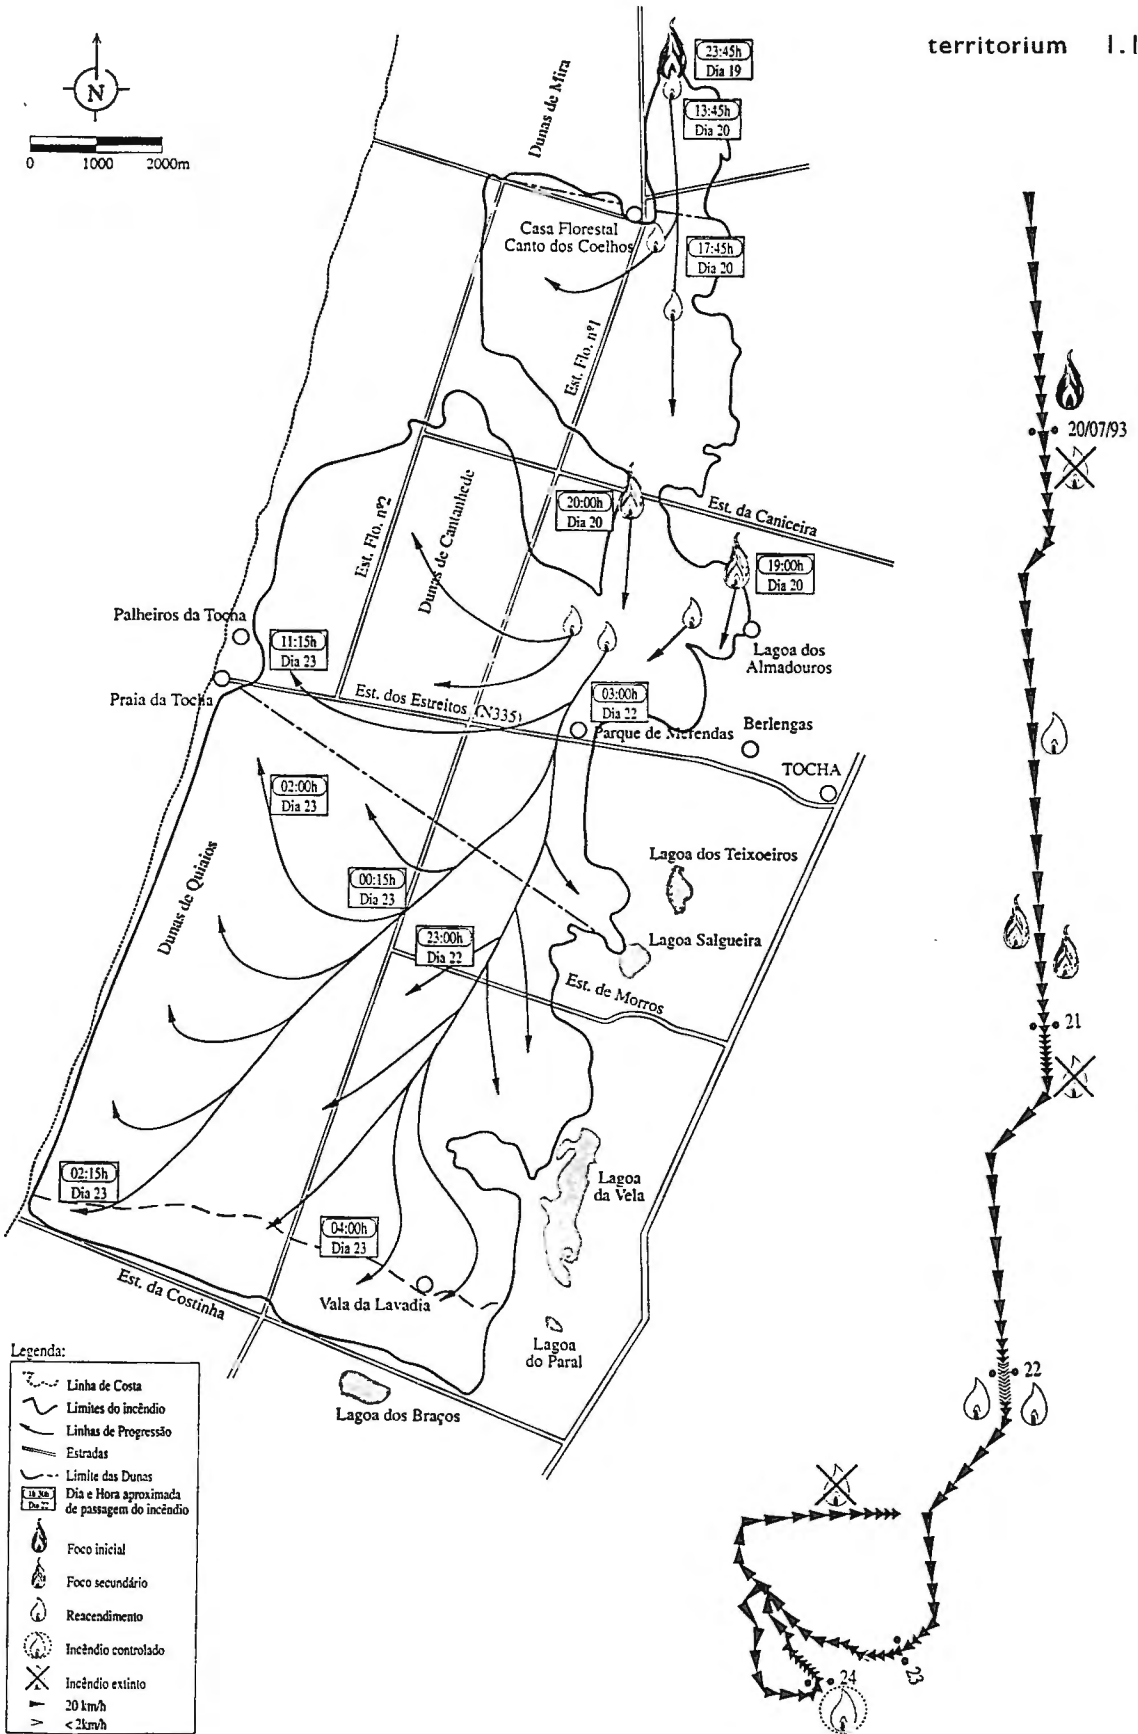 territorium 1.1
N
0 1000 2000m
23:45h
Dia 19
13:45h
Dia 20
Dunas de Mira
Casa Florestal
Canto dos Coelhos
17:45h
Dia 20
Est. Flo. nº1
20/07/93
Est. Flo. nº2
Dunas de Cantanhede
20:00h
Dia 20
Est. da Caniceira
19:00h
Dia 20
Palheiros da Tocha
11:15h
Dia 23
Lagoa dos
Almadouros
Praia da Tocha
Est. dos Estreitos (N335)
03:00h
Dia 22
Parque de Merendas
Berlengas
TOCHA
02:00h
Dia 23
Lagoa dos Teixoeiros
00:15h
Dia 23
Dunas de Quiaios
23:00h
Dia 22
Lagoa Salgueira
Est. de Morros
21
02:15h
Dia 23
Lagoa
da Vela
04:00h
Dia 23
Est. da Costinha
Vala da Lavadia
Lagoa
do Paral
Lagoa dos Braços
22
23
24
Legenda:
Linha de Costa
Limites do incêndio
Linhas de Progressão
Estradas
Limite das Dunas
Dia e Hora aproximada
de passagem do incêndio
Foco inicial
Foco secundário
Reacendimento
Incêndio controlado
Incêndio extinto
20 km/h
< 2km/h